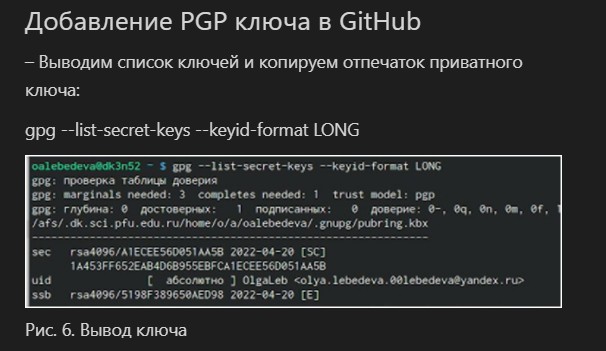 Добавление PGP ключа в GitHub
– Выводим список ключей и копируем отпечаток приватного
ключа:
gpg --list-secret-keys --keyid-format LONG
oalebedeva@dk3n52 ~ $ gpg --list-secret-keys --keyid-format LONG
gpg: проверка таблицы доверия
gpg: marginals needed: 3 completes needed: 1 trust model: pgp
gpg: глубина: 0 достоверных: 1 подписанных: 0 доверие: 0-, 0q, 0n, 0m, 0f, 1
/afs/.dk.sci.pfu.edu.ru/home/o/a/oalebedeva/.gnupg/pubring.kbx
----------------------------------------------------------
sec rsa4096/A1ECEE56D051AA5B 2022-04-20 [SC]
1A453FF652EAB4D6B955EBFCA1ECEE56D051AA5B
uid [ абсолютно ] OlgaLeb <olya.lebedeva.00lebedeva@yandex.ru>
ssb rsa4096/5198F389650AED98 2022-04-20 [E]
Рис. 6. Вывод ключа